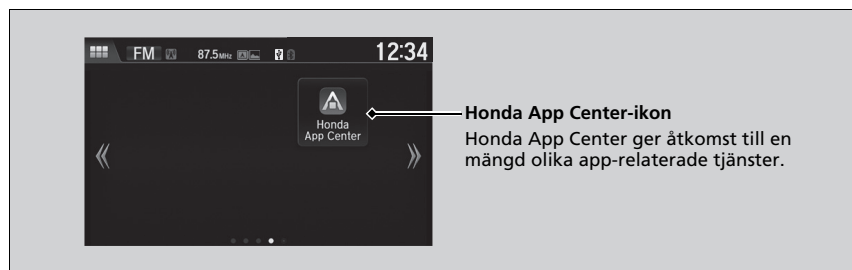 FM 87.5MHz 12:34
Honda
App Center
Honda App Center-ikon
Honda App Center ger åtkomst till en
mängd olika app-relaterade tjänster.